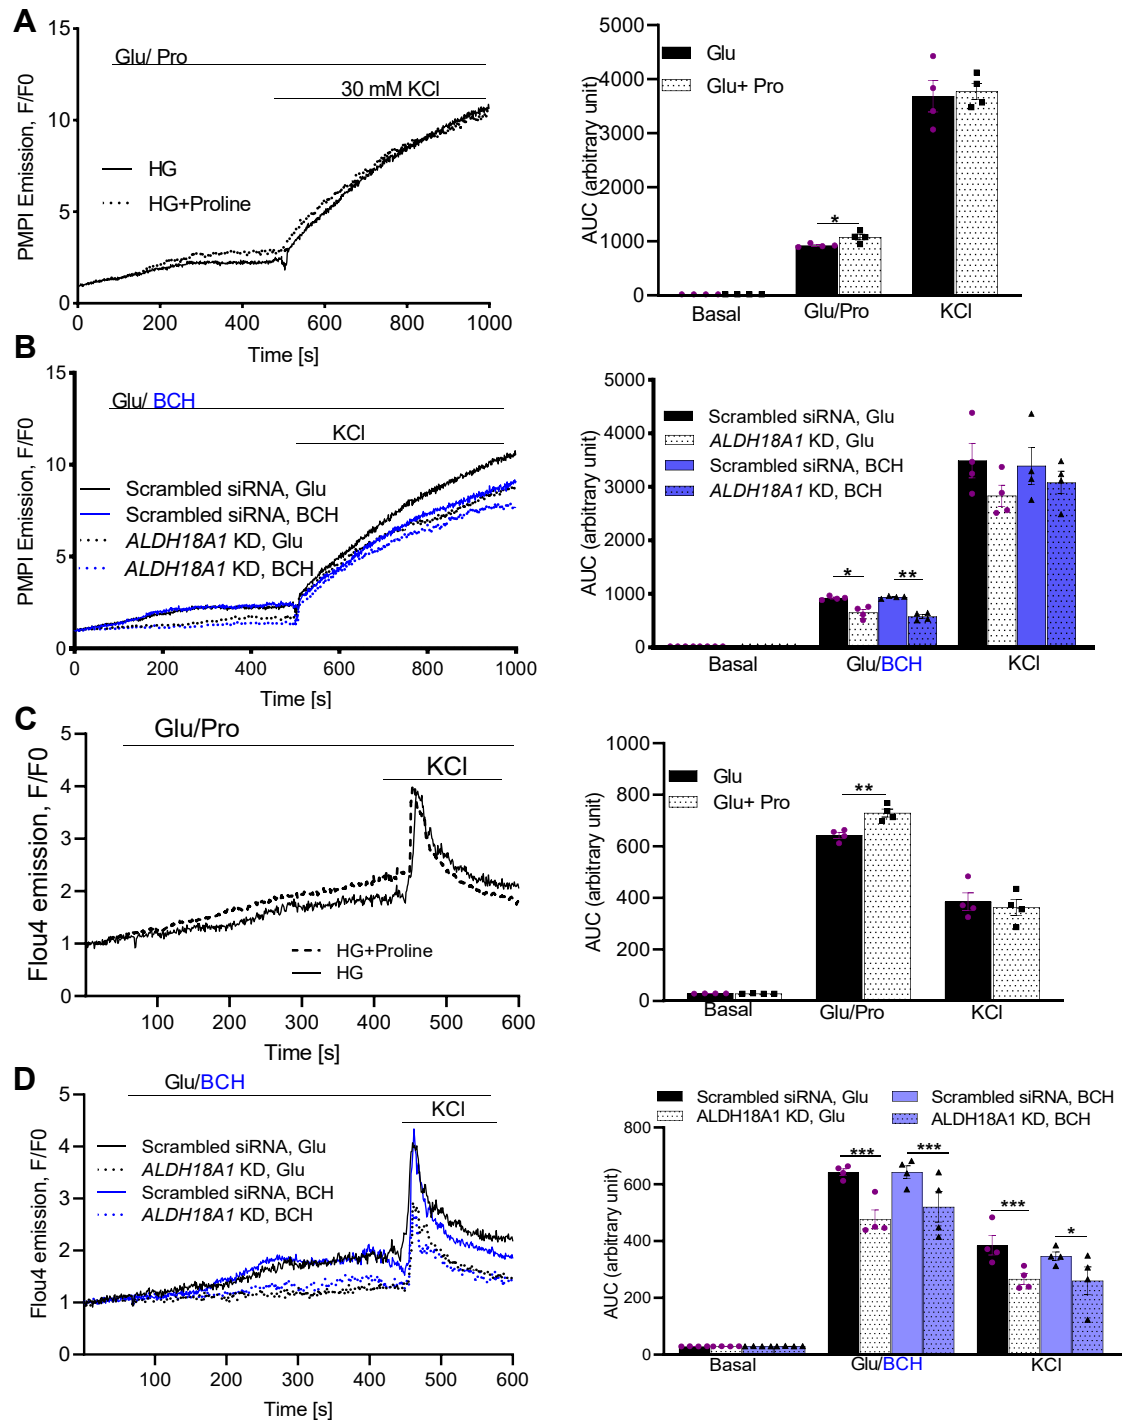 A
PMPI Emission, F/F0
15
10
5
0
Glu/ Pro
30 mM KCl
HG
HG+Proline
0 200 400 600 800 1000
Time [s]
AUC (arbitrary unit)
5000
4000
3000
2000
1000
0
Glu
Glu+ Pro
*
Basal Glu/Pro KCl
B
PMPI Emission, F/F0
15
10
5
0
Glu/ BCH
KCl
Scrambled siRNA, Glu
Scrambled siRNA, BCH
ALDH18A1 KD, Glu
ALDH18A1 KD, BCH
0 200 400 600 800 1000
Time [s]
AUC (arbitrary unit)
5000
4000
3000
2000
1000
0
Scrambled siRNA, Glu
ALDH18A1 KD, Glu
Scrambled siRNA, BCH
ALDH18A1 KD, BCH
* **
Basal Glu/BCH KCl
C
Flou4 emission, F/F0
5
4
3
2
1
0
Glu/Pro
KCl
HG+Proline
HG
100 200 300 400 500 600
Time [s]
AUC (arbitrary unit)
1000
800
600
400
200
0
Glu
Glu+ Pro
**
Basal Glu/Pro KCl
D
Flou4 emission, F/F0
5
4
3
2
1
0
Glu/BCH
KCl
Scrambled siRNA, Glu
ALDH18A1 KD, Glu
Scrambled siRNA, BCH
ALDH18A1 KD, BCH
100 200 300 400 500 600
Time [s]
AUC (arbitrary unit)
800
600
400
200
0
Scrambled siRNA, Glu
ALDH18A1 KD, Glu
Scrambled siRNA, BCH
ALDH18A1 KD, BCH
*** ***
*** *
Basal Glu/BCH KCl